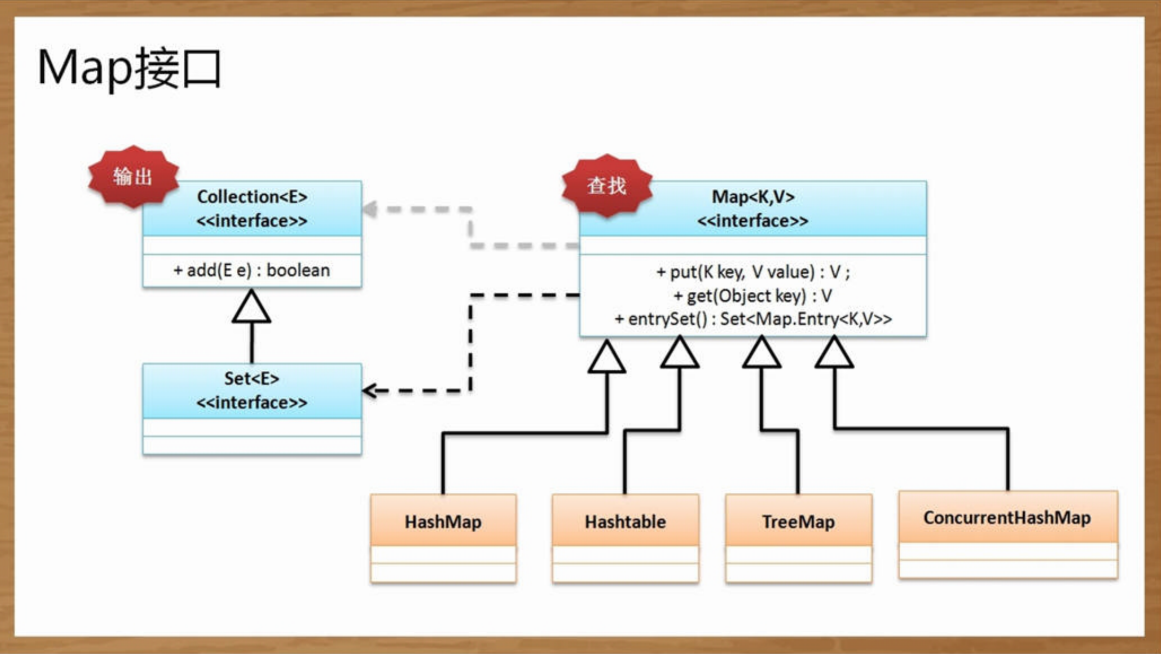 Map接口
输出
Collection<E>
<<interface>>
+ add(E e) : boolean
Set<E>
<<interface>>
查找
Map<K,V>
<<interface>>
+ put(K key, V value) : V ;
+ get(Object key) : V
+ entrySet() : Set<Map.Entry<K,V>>
HashMap
Hashtable
TreeMap
ConcurrentHashMap